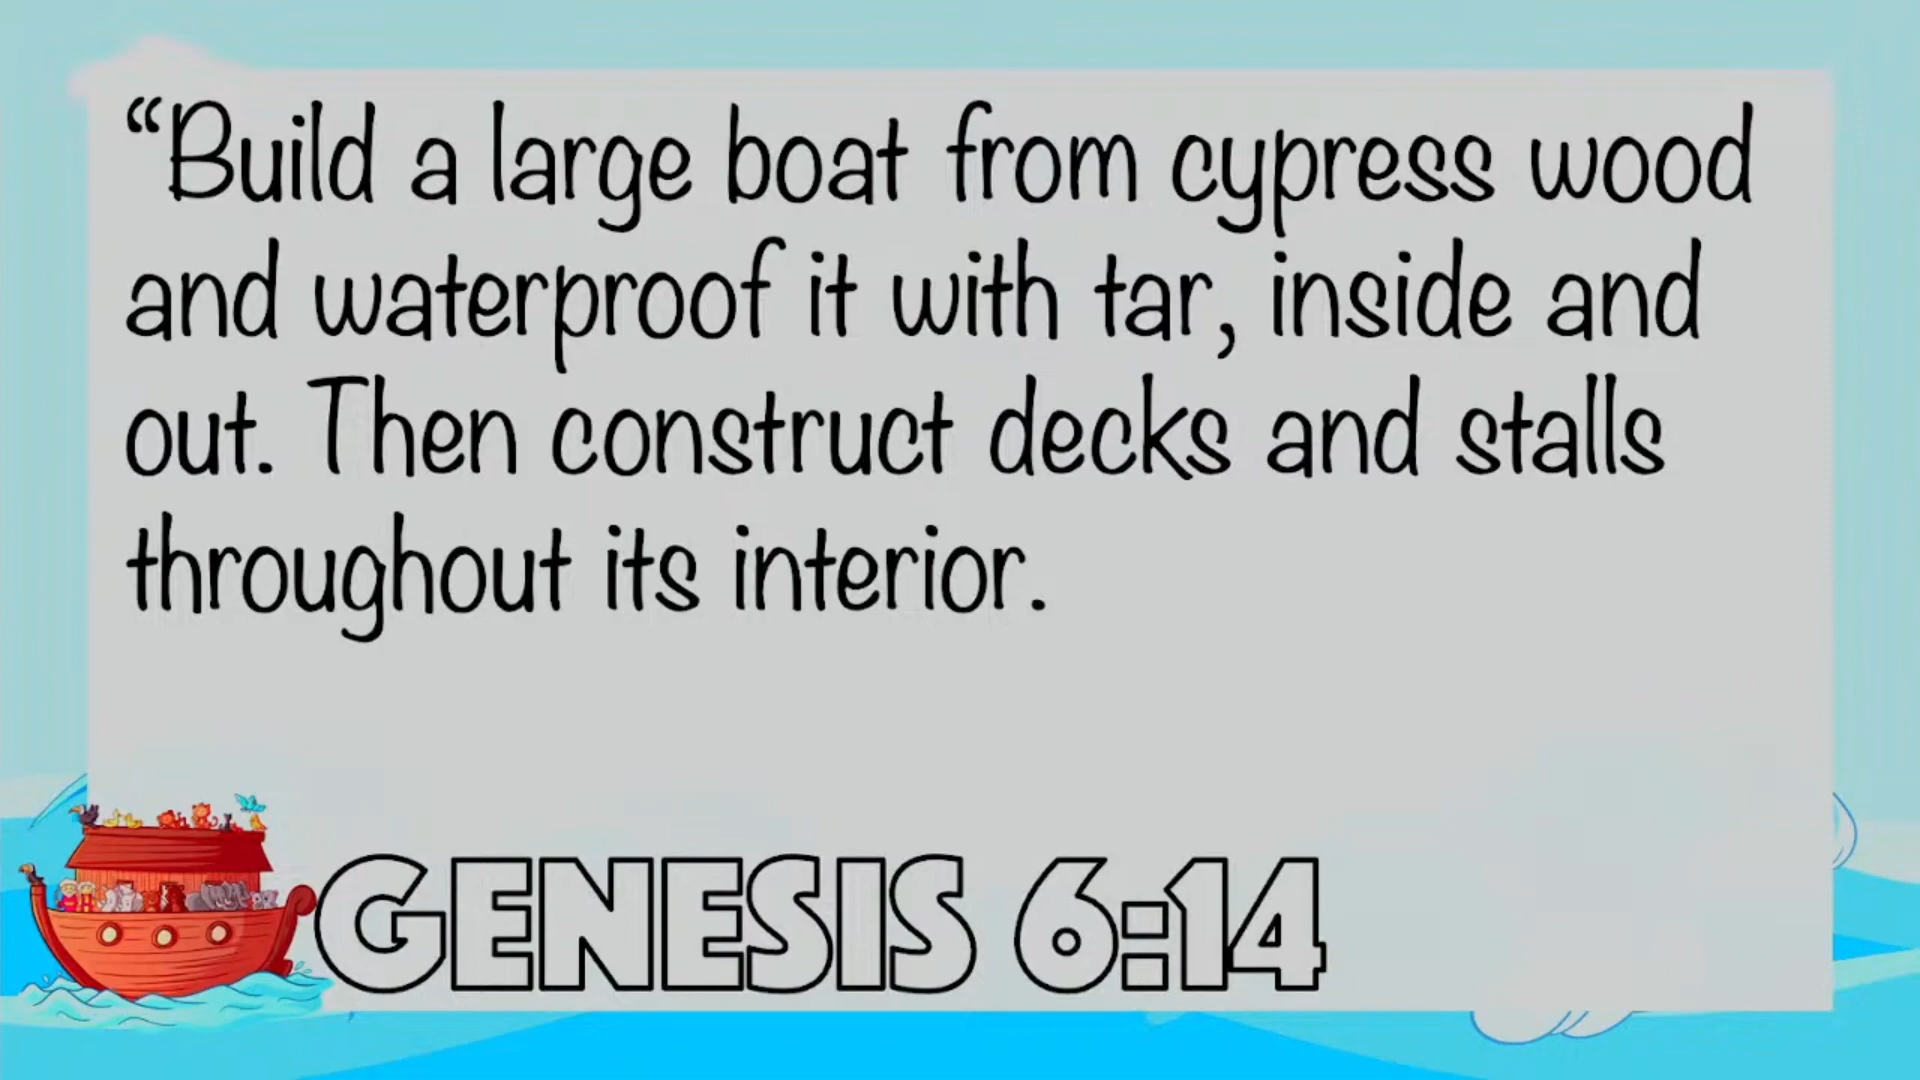 “Build a large boat from cypress wood
and waterproof it with tar, inside and
out. Then construct decks and stalls
throughout its interior.
GENESIS 6:14